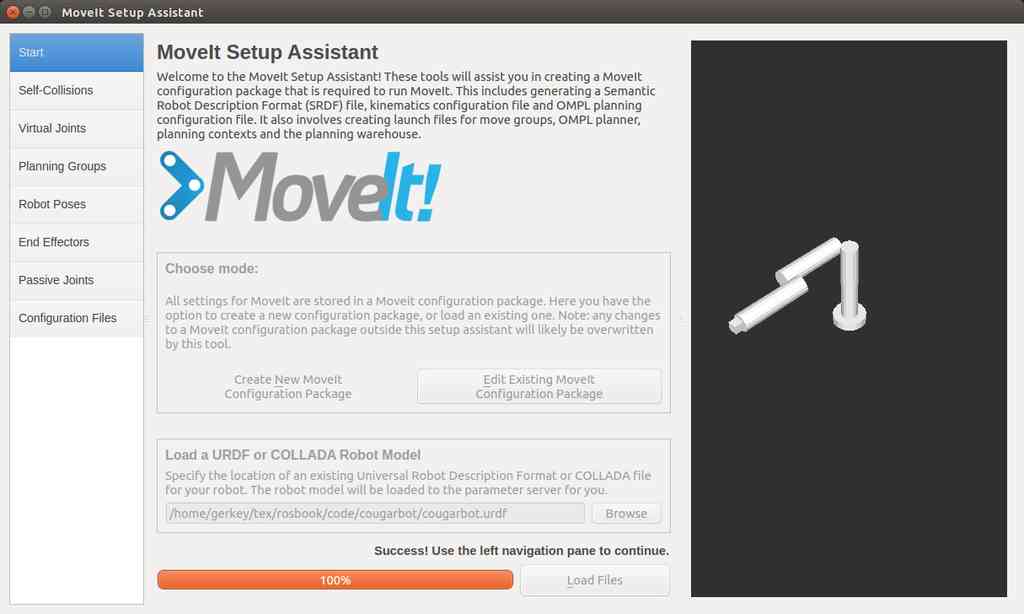 MoveIt Setup Assistant
Start
Self-Collisions
Virtual Joints
Planning Groups
Robot Poses
End Effectors
Passive Joints
Configuration Files
MoveIt Setup Assistant
Welcome to the MoveIt Setup Assistant! These tools will assist you in creating a MoveIt
configuration package that is required to run MoveIt. This includes generating a Semantic
Robot Description Format (SRDF) file, kinematics configuration file and OMPL planning
configuration file. It also involves creating launch files for move groups, OMPL planner,
planning contexts and the planning warehouse.
MoveIt!
Choose mode:
All settings for MoveIt are stored in a MoveIt configuration package. Here you have the
option to create a new configuration package, or load an existing one. Note: any changes
to a MoveIt configuration package outside this setup assistant will likely be overwritten
by this tool.
Create New MoveIt
Configuration Package
Edit Existing MoveIt
Configuration Package
Load a URDF or COLLADA Robot Model
Specify the location of an existing Universal Robot Description Format or COLLADA file
for your robot. The robot model will be loaded to the parameter server for you.
/home/gerkey/tex/rosbook/code/cougarbot/cougarbot.urdf
Browse
Success! Use the left navigation pane to continue.
100%
Load Files